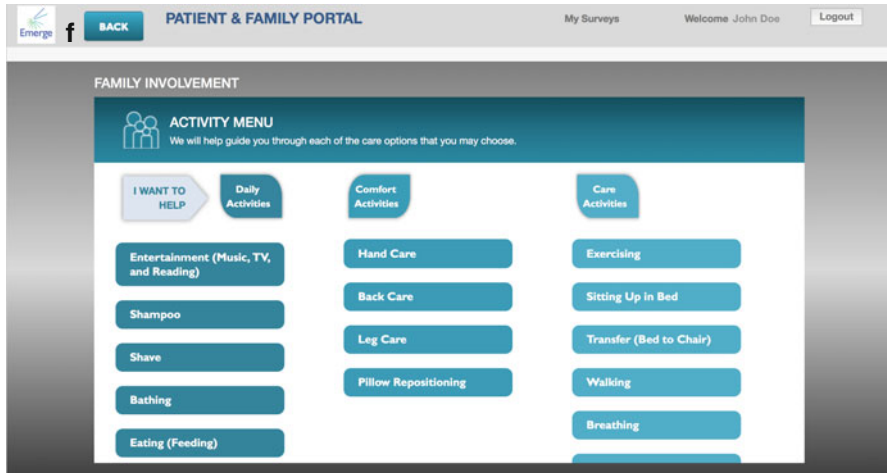 Emerge
f
BACK
PATIENT & FAMILY PORTAL
My Surveys
Welcome John Doe
Logout
FAMILY INVOLVEMENT
ACTIVITY MENU
We will help guide you through each of the care options that you may choose.
I WANT TO
HELP
Daily
Activities
Entertainment (Music, TV,
and Reading)
Shampoo
Shave
Bathing
Eating (Feeding)
Comfort
Activities
Hand Care
Back Care
Leg Care
Pillow Repositioning
Care
Activities
Exercising
Sitting Up in Bed
Transfer (Bed to Chair)
Walking
Breathing